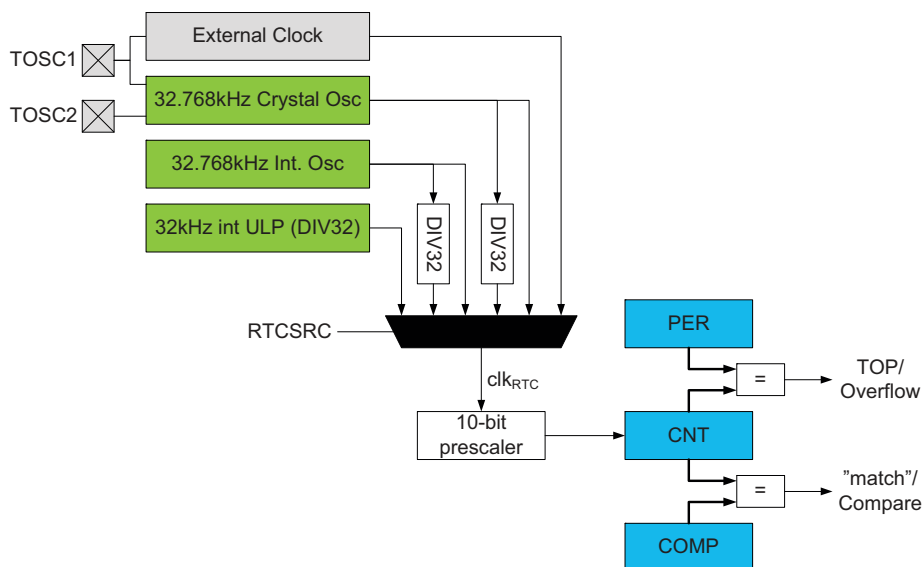 External Clock
TOSC1
32.768kHz Crystal Osc
TOSC2
32.768kHz Int. Osc
32kHz int ULP (DIV32)
DIV32
DIV32
RTCSRC
PER
TOP/
Overflow
=
clkRTC
10-bit
prescaler
CNT
"match"/
Compare
=
COMP